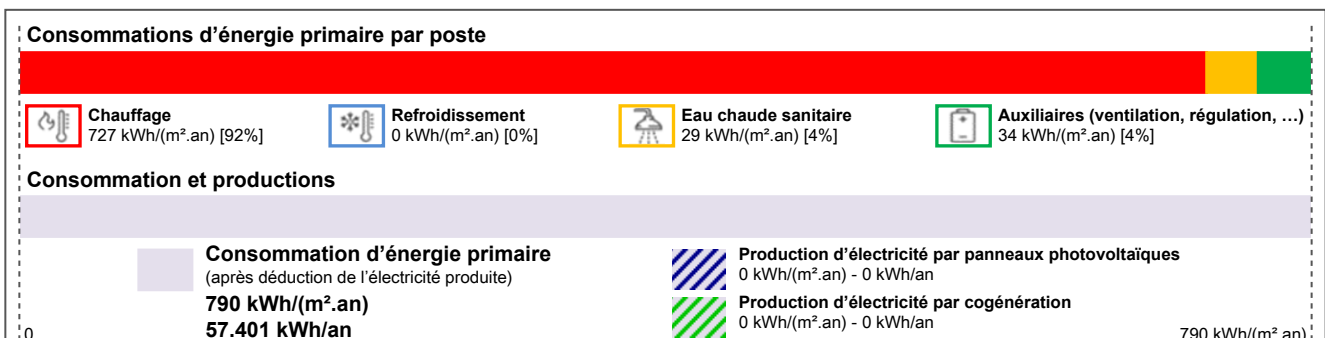 Consommations d’énergie primaire par poste
Chauffage
727 kWh/(m².an) [92%]
Refroidissement
0 kWh/(m².an) [0%]
Eau chaude sanitaire
29 kWh/(m².an) [4%]
Auxiliaires (ventilation, régulation, …)
34 kWh/(m².an) [4%]
Consommation et productions
Consommation d’énergie primaire
(après déduction de l’électricité produite)
790 kWh/(m².an)
57.401 kWh/an
Production d’électricité par panneaux photovoltaïques
0 kWh/(m².an) - 0 kWh/an
Production d’électricité par cogénération
0 kWh/(m².an) - 0 kWh/an
0
790 kWh/(m².an)